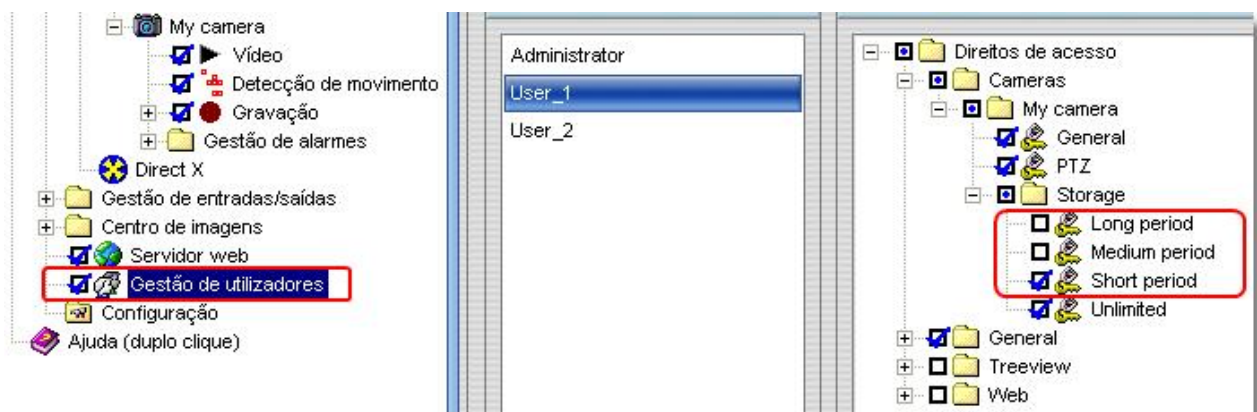 My camera
Vídeo
Detecção de movimento
Gravação
Gestão de alarmes
Direct X
Gestão de entradas/saídas
Centro de imagens
Servidor web
Gestão de utilizadores
Configuração
Ajuda (duplo clique)
Administrator
User_1
User_2
Direitos de acesso
Cameras
My camera
General
PTZ
Storage
Long period
Medium period
Short period
Unlimited
General
Treeview
Web